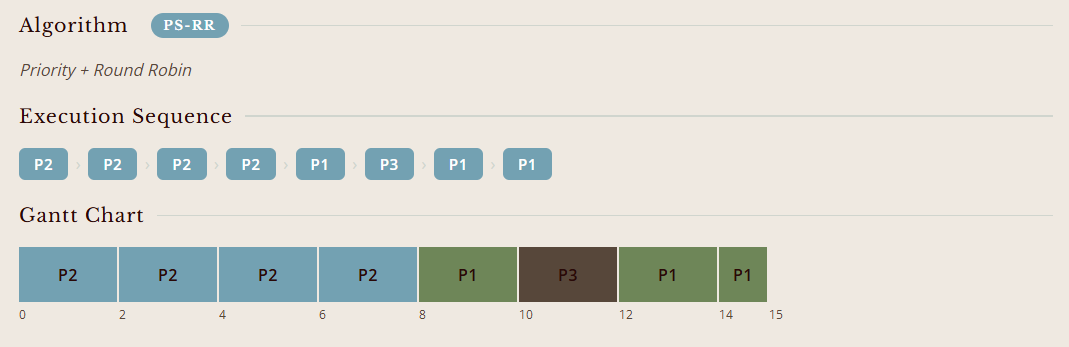 Algorithm PS-RR
Priority + Round Robin
Execution Sequence
P2 › P2 › P2 › P2 › P1 › P3 › P1 › P1
Gantt Chart
P2 P2 P2 P2 P1 P3 P1 P1
0 2 4 6 8 10 12 14 15